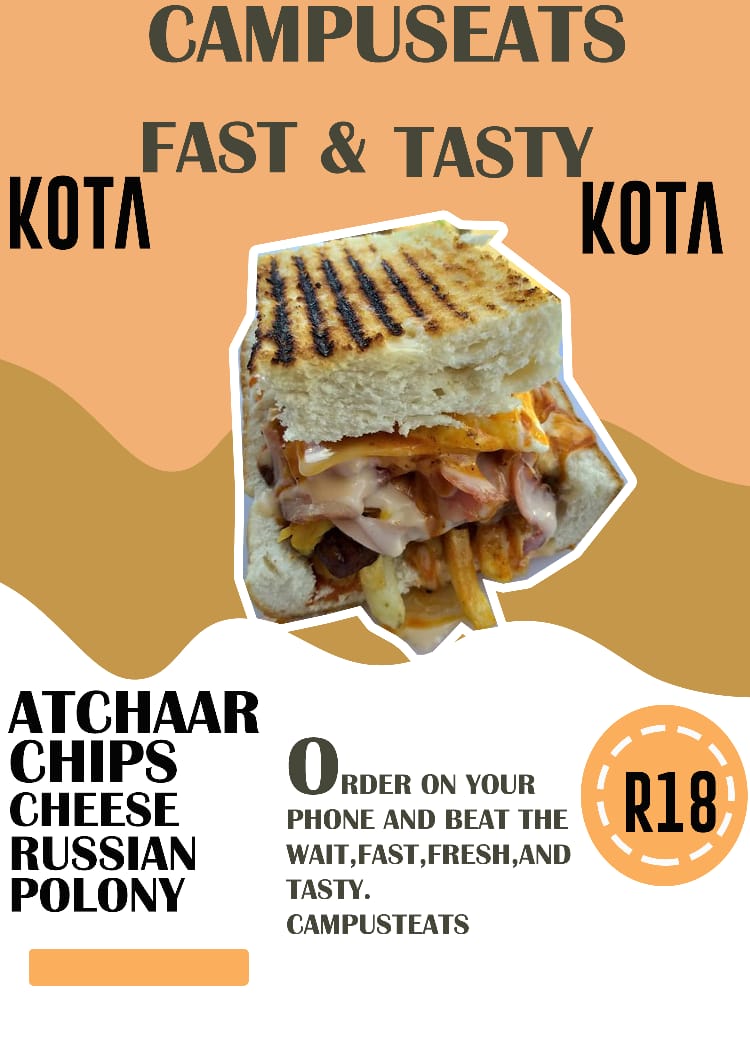 CAMPUSEATS
FAST & TASTY
KOTA
KOTA
ATCHAAR
CHIPS
CHEESE
RUSSIAN
POLONY
ORDER ON YOUR
PHONE AND BEAT THE
WAIT,FAST,FRESH,AND
TASTY.
CAMPUSTEATS
R18